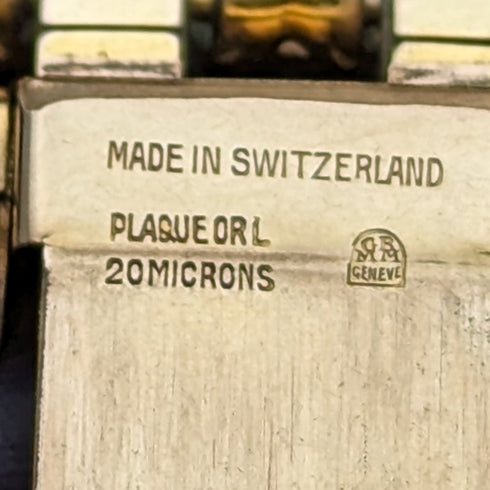 MADE IN SWITZERLAND
PLAQUE OR L
20 MICRONS
GENEVE